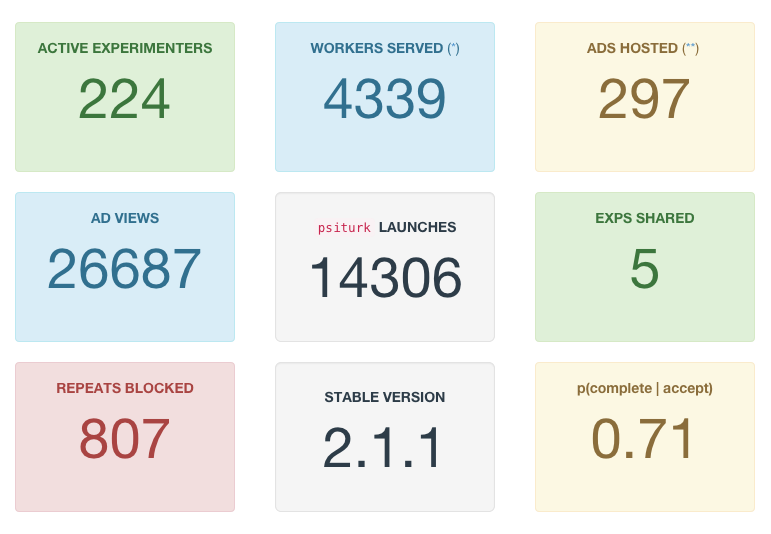 ACTIVE EXPERIMENTERS
224
WORKERS SERVED (*)
4339
ADS HOSTED (**)
297
AD VIEWS
26687
psiturk LAUNCHES
14306
EXPS SHARED
5
REPEATS BLOCKED
807
STABLE VERSION
2.1.1
p(complete | accept)
0.71